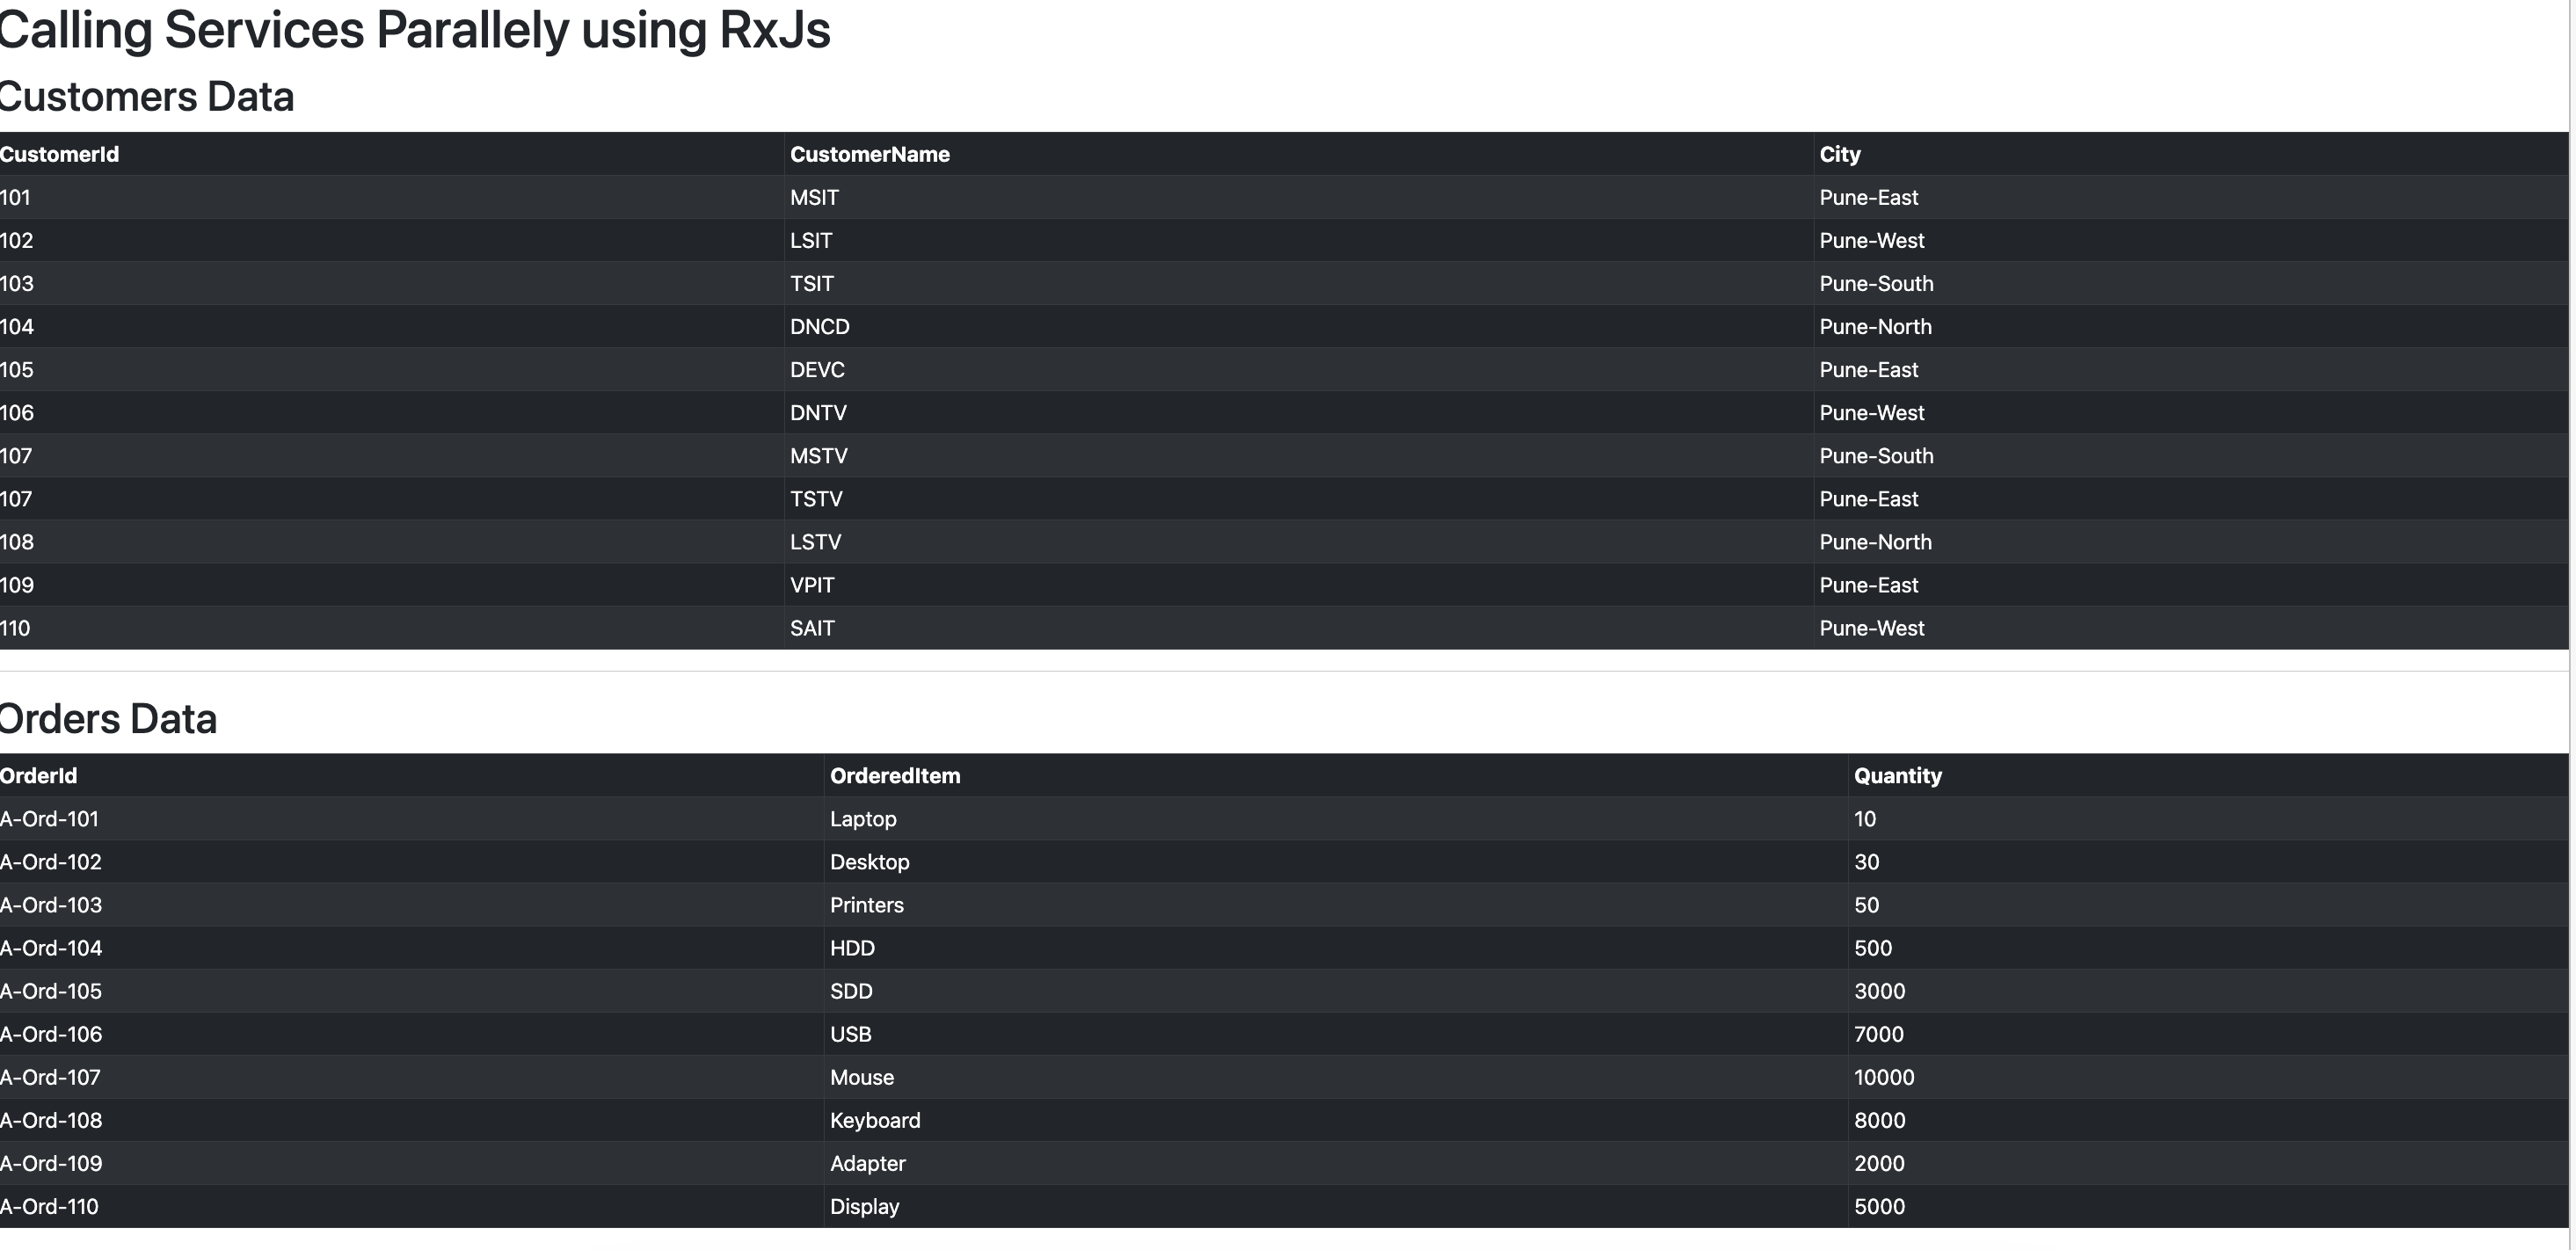 Calling Services Parallely using RxJs
Customers Data
CustomerId CustomerName City
101 MSIT Pune-East
102 LSIT Pune-West
103 TSIT Pune-South
104 DNCD Pune-North
105 DEVC Pune-East
106 DNTV Pune-West
107 MSTV Pune-South
107 TSTV Pune-East
108 LSTV Pune-North
109 VPIT Pune-East
110 SAIT Pune-West
Orders Data
OrderId OrderedItem Quantity
A-Ord-101 Laptop 10
A-Ord-102 Desktop 30
A-Ord-103 Printers 50
A-Ord-104 HDD 500
A-Ord-105 SDD 3000
A-Ord-106 USB 7000
A-Ord-107 Mouse 10000
A-Ord-108 Keyboard 8000
A-Ord-109 Adapter 2000
A-Ord-110 Display 5000